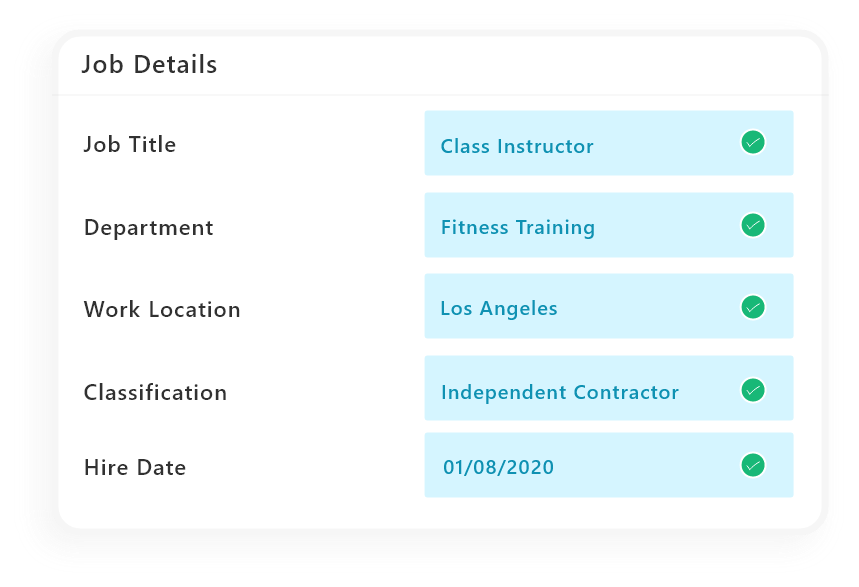 Job Details
Job Title Class Instructor
Department Fitness Training
Work Location Los Angeles
Classification Independent Contractor
Hire Date 01/08/2020